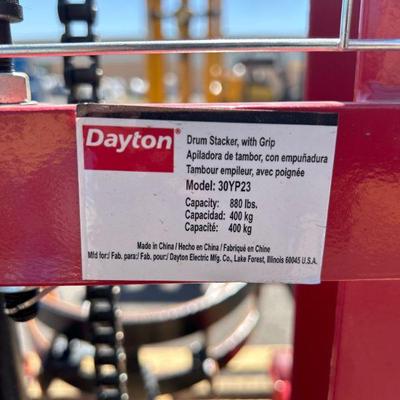 Dayton®
Drum Stacker, with Grip
Apiladora de tambor, con empuñadura
Tambour empileur, avec poignée
Model: 30YP23
Capacity: 880 lbs.
Capacidad: 400 kg
Capacité: 400 kg
Made in China / Hecho en China / Fabriqué en Chine
Mfd for:/ Fab. para:/ Fab. pour:/ Dayton Electric Mfg. Co., Lake Forest, Illinois 60045 U.S.A.